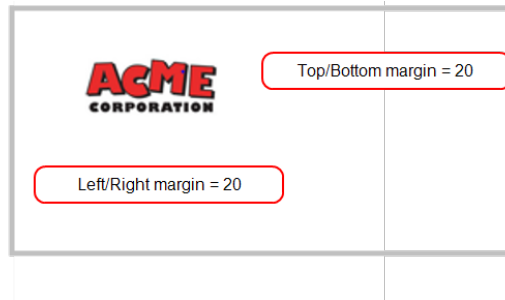 ACME
CORPORATION
Top/Bottom margin = 20
Left/Right margin = 20